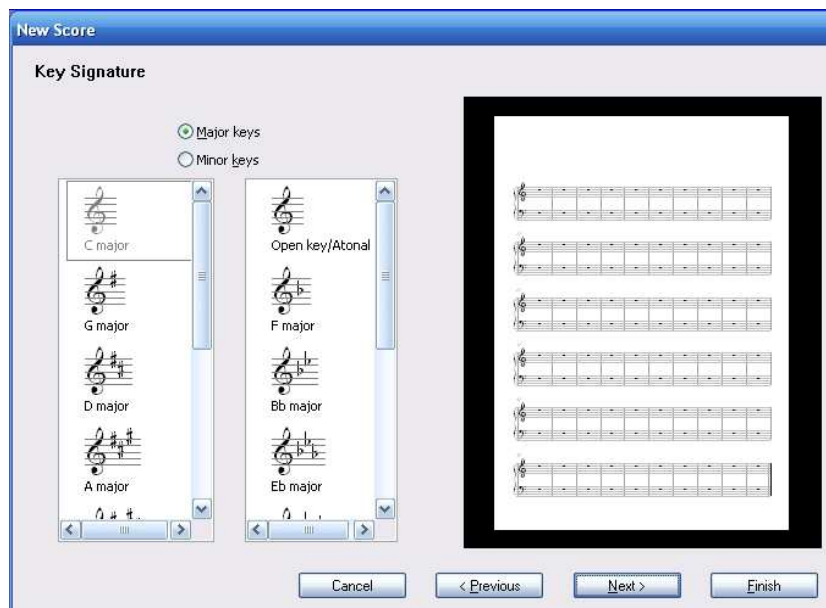 New Score
Key Signature
Major keys
Minor keys
C major
Open key/Atonal
G major
F major
D major
Bb major
A major
Eb major
Cancel
< Previous
Next >
Finish